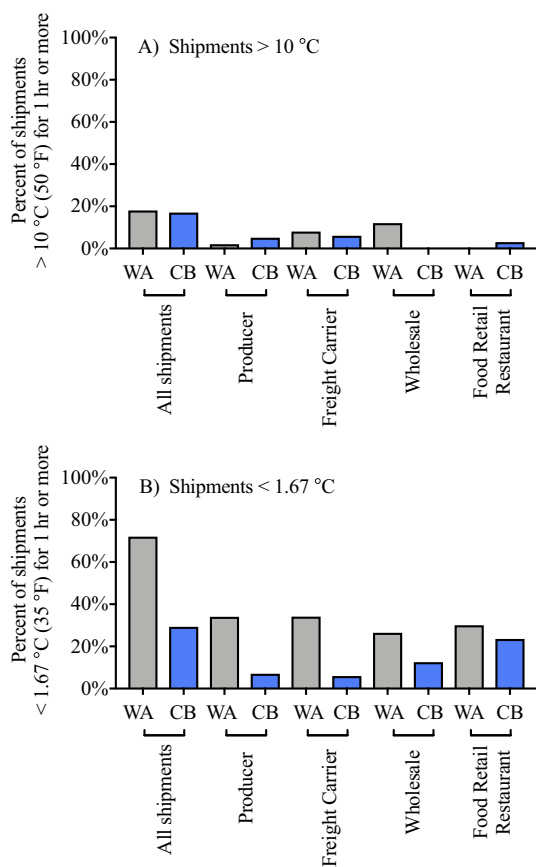 A) Shipments > 10 °C
Percent of shipments
> 10 °C (50 °F) for 1 hr or more
100%
80%
60%
40%
20%
0%
WA CB WA CB WA CB WA CB WA CB
All shipments
Producer
Freight Carrier
Wholesale
Food Retail
Restaurant
B) Shipments < 1.67 °C
Percent of shipments
< 1.67 °C (35 °F) for 1 hr or more
100%
80%
60%
40%
20%
0%
WA CB WA CB WA CB WA CB WA CB
All shipments
Producer
Freight Carrier
Wholesale
Food Retail
Restaurant